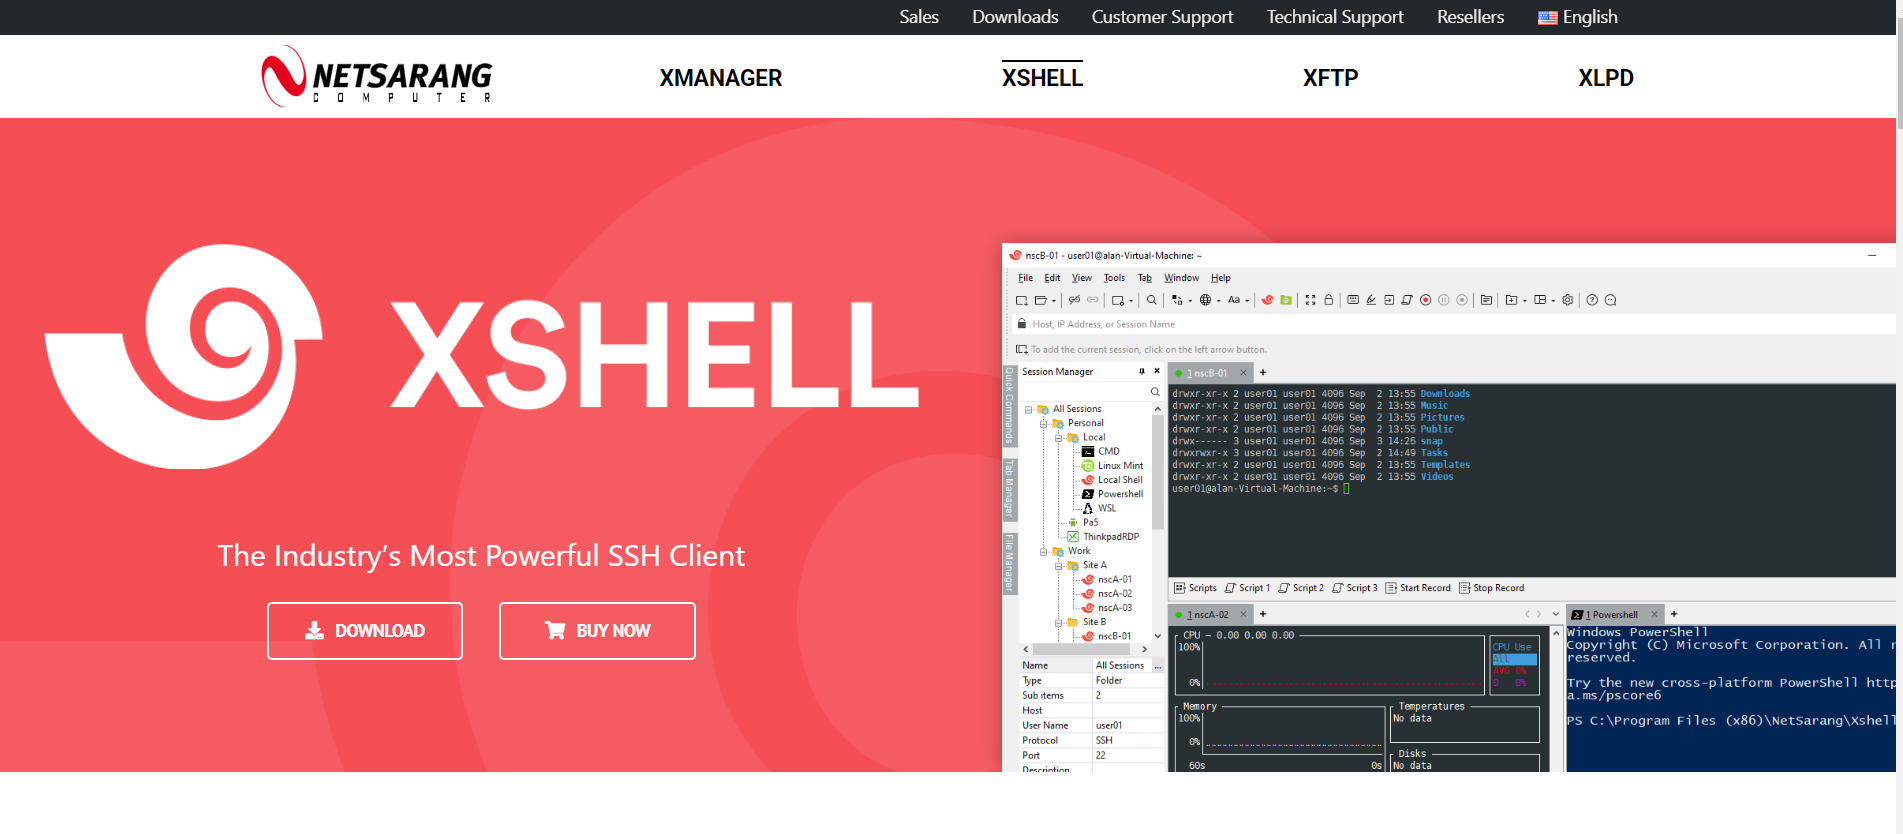 Sales Downloads Customer Support Technical Support Resellers English
NETSARANG
COMPUTER
XMANAGER XSHELL XFTP XLPD
XSHELL
The Industry’s Most Powerful SSH Client
DOWNLOAD BUY NOW
nscB-01 - user01@alan-Virtual-Machine: ~
File Edit View Tools Tab Window Help
Aa
Host, IP Address, or Session Name
To add the current session, click on the left arrow button.
Quick Commands
Tab Manager
File Manager
Session Manager
All Sessions
Personal
Local
CMD
Linux Mint
Local Shell
Powershell
WSL
Pa5
ThinkpadRDP
Work
Site A
nscA-01
nscA-02
nscA-03
Site B
nscB-01
Name All Sessions ...
Type Folder
Sub items 2
Host
User Name user01
Protocol SSH
Port 22
Description
1 nscB-01
drwxr-xr-x 2 user01 user01 4096 Sep  2 13:55 Downloads
drwxr-xr-x 2 user01 user01 4096 Sep  2 13:55 Music
drwxr-xr-x 2 user01 user01 4096 Sep  2 13:55 Pictures
drwxr-xr-x 2 user01 user01 4096 Sep  2 13:55 Public
drwx------ 3 user01 user01 4096 Sep  3 14:26 snap
drwxrwxr-x 3 user01 user01 4096 Sep  2 14:49 Tasks
drwxr-xr-x 2 user01 user01 4096 Sep  2 13:55 Templates
drwxr-xr-x 2 user01 user01 4096 Sep  2 13:55 Videos
user01@alan-Virtual-Machine:~$
Scripts Script 1 Script 2 Script 3 Start Record Stop Record
1 nscA-02
CPU – 0.00 0.00 0.00
100%
0%
CPU Use
All
AVG 0%
0 0%
Memory
100%
0%
60s 0s
Temperatures
No data
Disks
No data
1 Powershell
Windows PowerShell
Copyright (C) Microsoft Corporation. All r
reserved.
Try the new cross-platform PowerShell http
a.ms/pscore6
PS C:\Program Files (x86)\NetSarang\Xshell